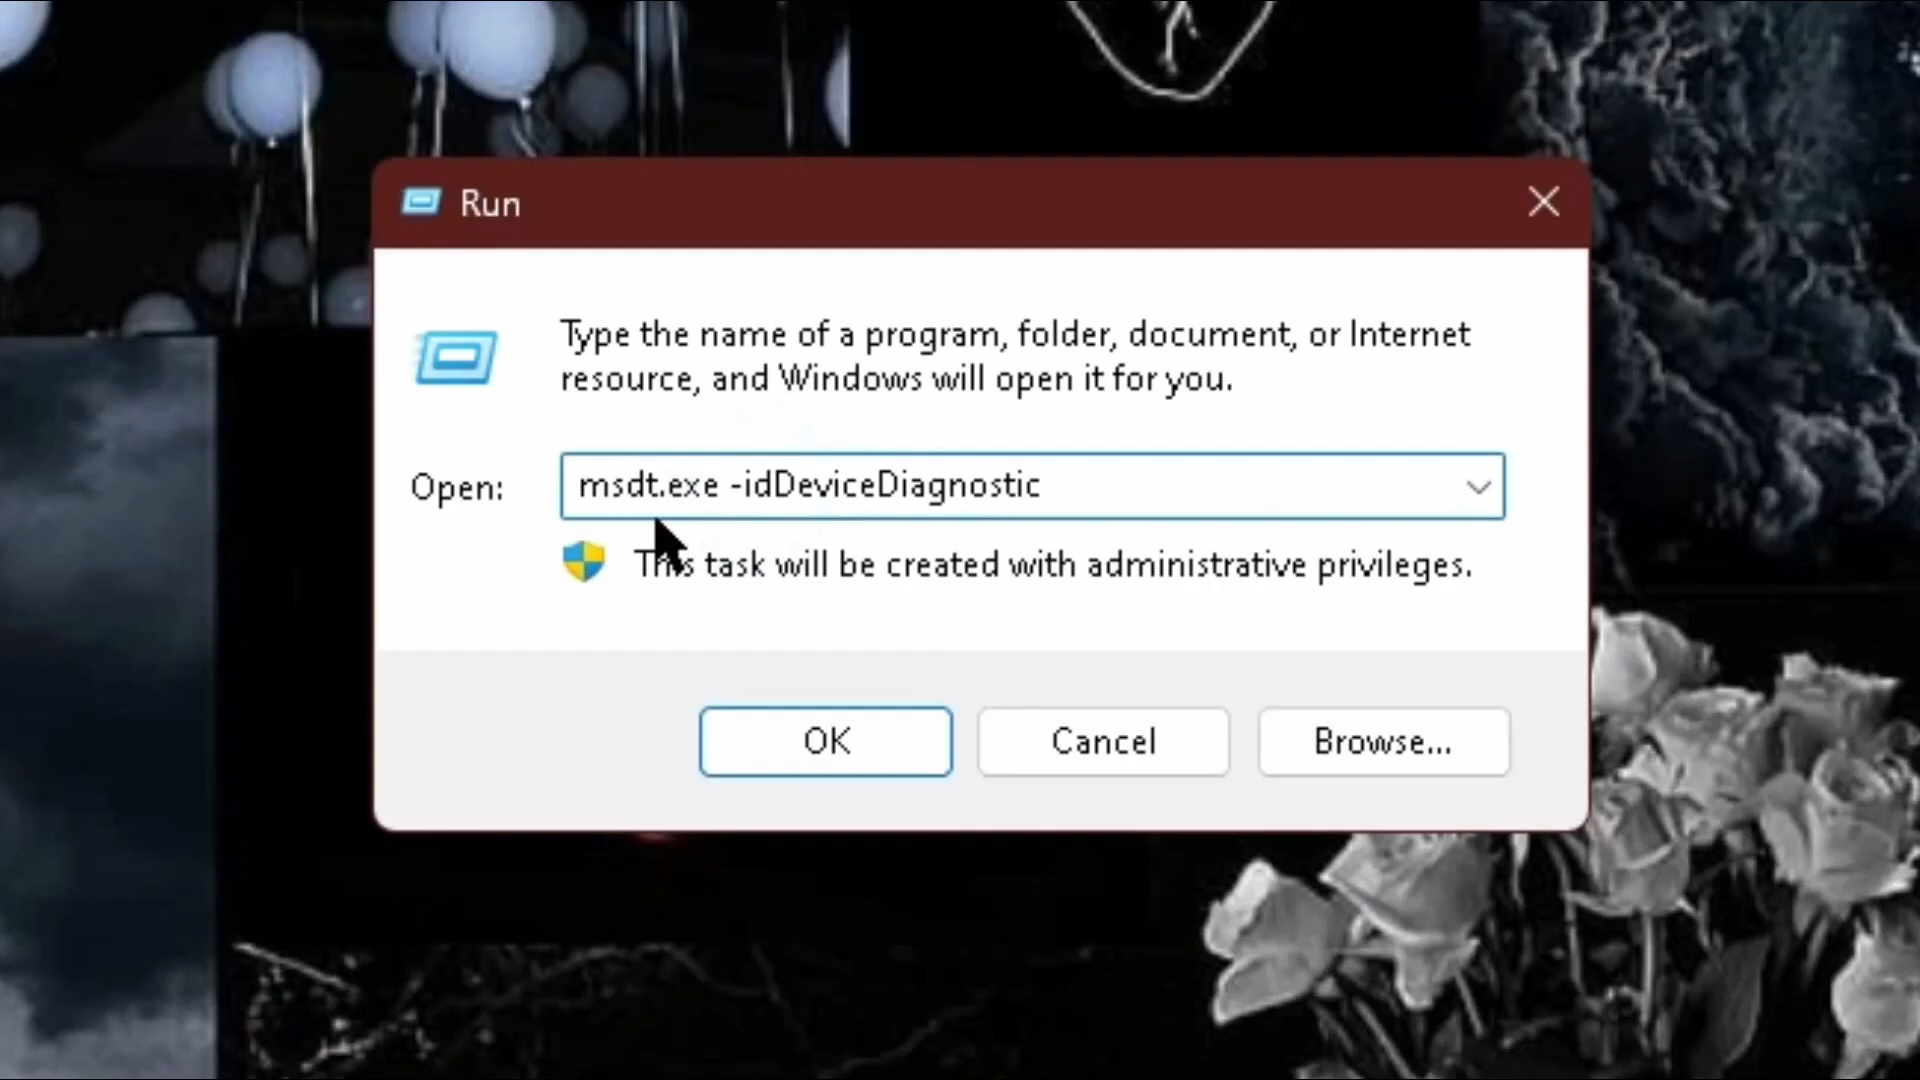 Run
Type the name of a program, folder, document, or Internet
resource, and Windows will open it for you.
Open:
msdt.exe -idDeviceDiagnostic
This task will be created with administrative privileges.
OK
Cancel
Browse...